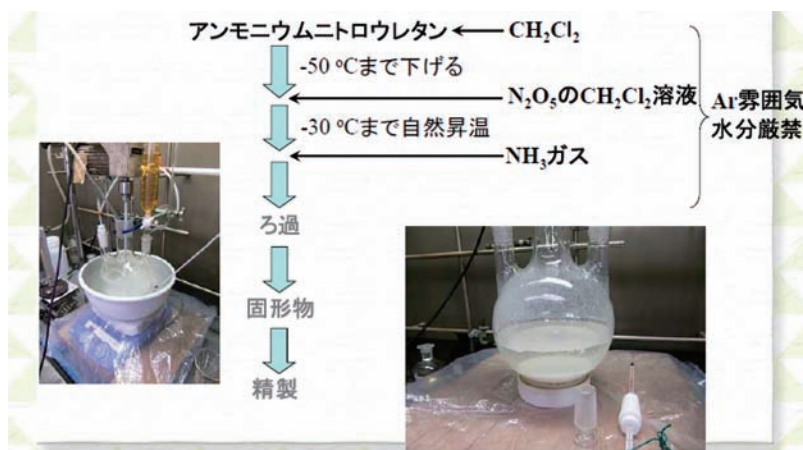 アンモニウムニトロウレタン
CH₂Cl₂
-50 ºCまで下げる
N₂O₅のCH₂Cl₂溶液
-30 ºCまで自然昇温
NH₃ガス
Ar雰囲気
水分厳禁
ろ過
固形物
精製